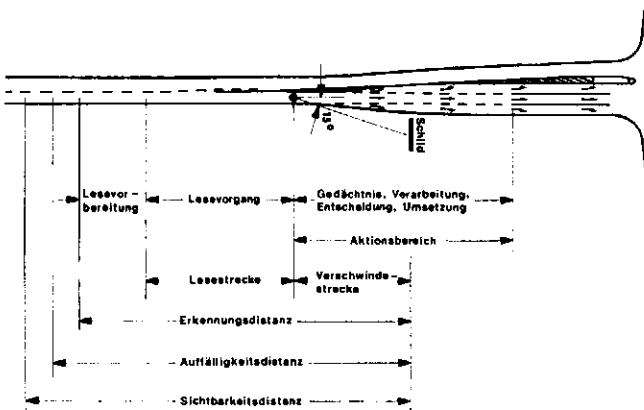 15°
Schild
Lesevor-
bereitung
Lesevorgang
Gedächtnis, Verarbeitung,
Entscheidung, Umsetzung
Aktionsbereich
Lesestrecke
Verschwinde-
strecke
Erkennungsdistanz
Auffälligkeitsdistanz
Sichtbarkeitsdistanz